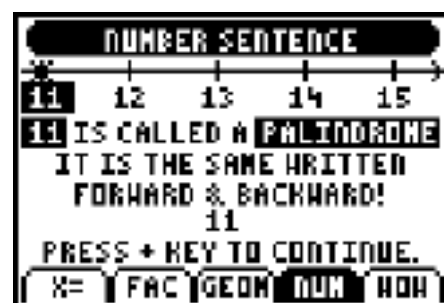 NUMBER SENTENCE
11 12 13 14 15
11 IS CALLED A PALINDROME
IT IS THE SAME WRITTEN
FORWARD & BACKWARD!
11
PRESS + KEY TO CONTINUE.
X= FAC GEOM NUM WOW